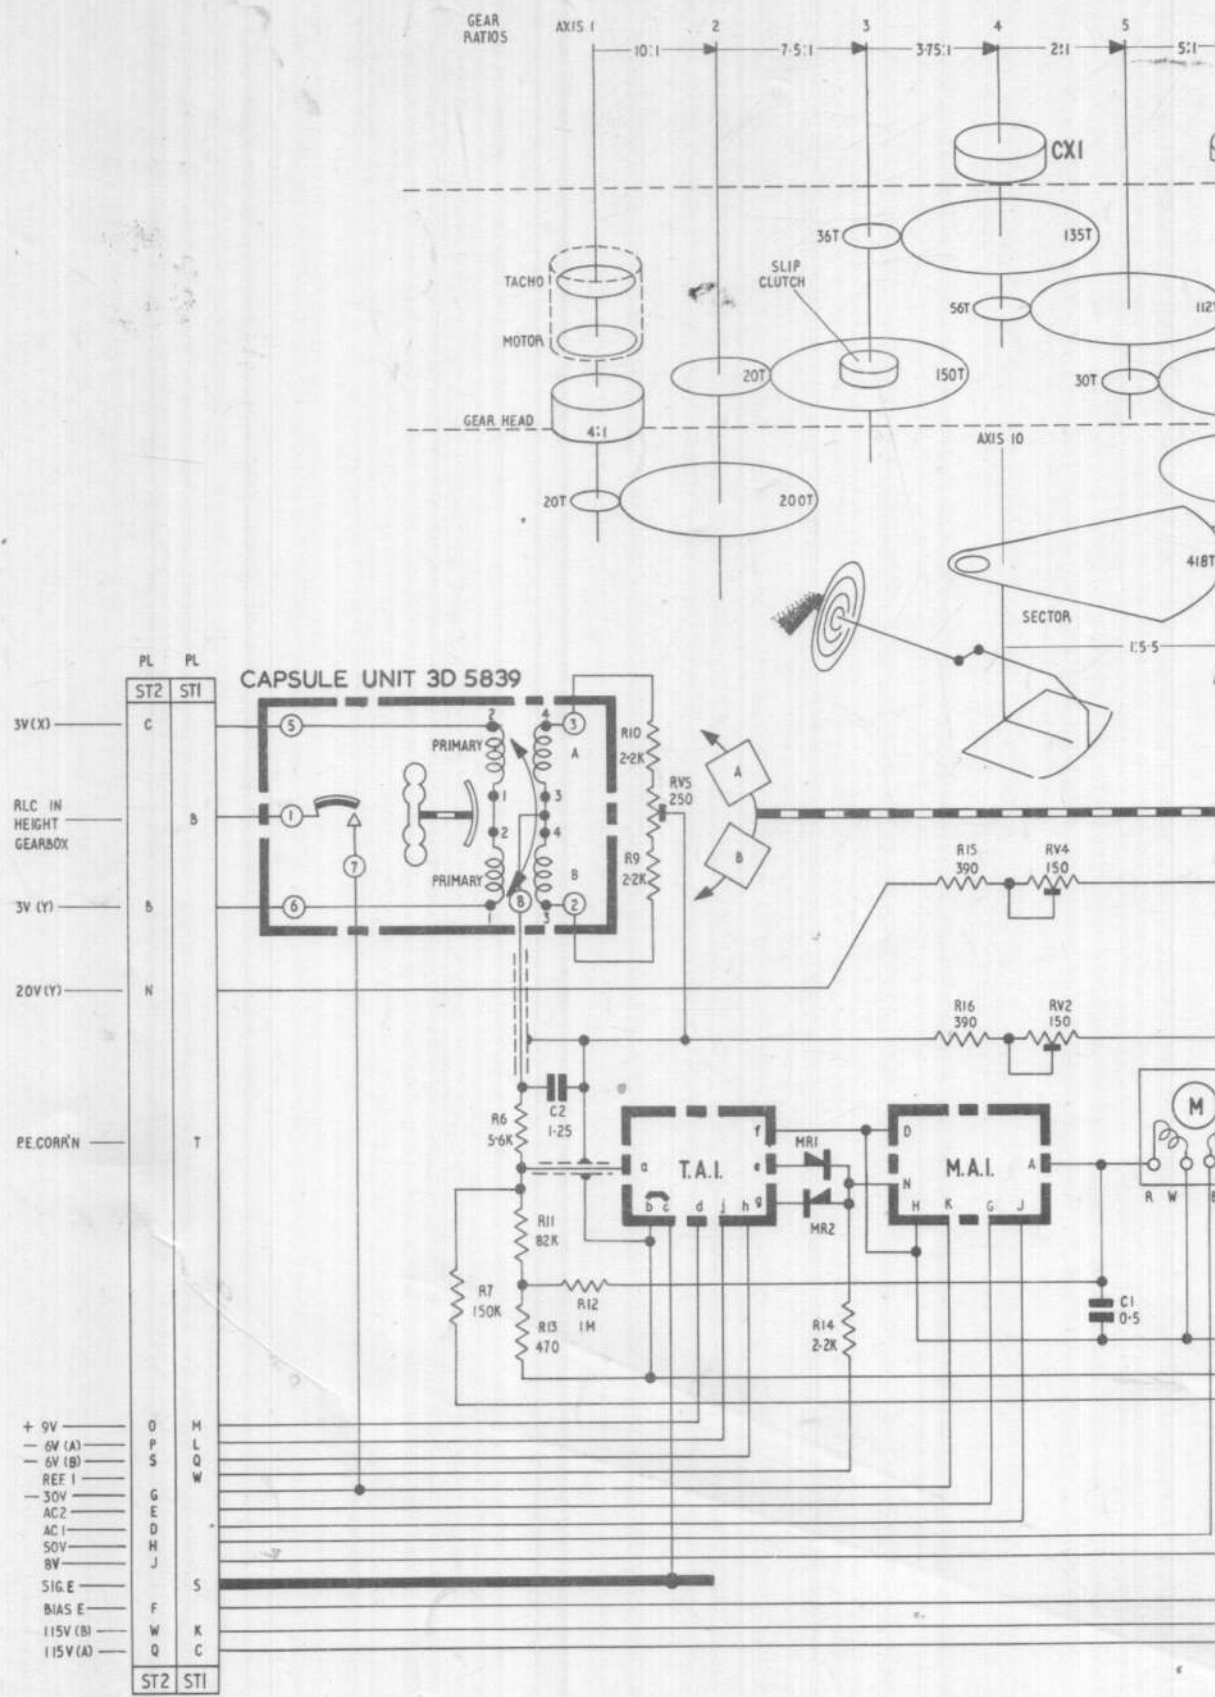 GEAR RATIOS AXIS 1 2 3 4 5
10:1 7·5:1 3·75:1 2:1 5:1
CX1
36T 135T
TACHO
SLIP
CLUTCH
56T 112T
MOTOR
20T 150T 30T
GEAR HEAD
4:1
AXIS 10
20T 200T
418T
SECTOR
1:5·5
PL PL
ST2 ST1
CAPSULE UNIT 3D 5839
3V(X) C
5 2 4 3
PRIMARY A
R10
2·2K
A
RV5
250
1 3
RLC IN
HEIGHT
GEARBOX
B
1
2 4
7
R9
2·2K
B
R15
390
RV4
150
PRIMARY B
3V (Y) B
6 1 8 3 2
20V(Y) N
R16
390
RV2
150
M
C2
1·25
R6
5·6K
P.E.CORR'N T
f D
MR1
a T.A.I. e
M.A.I. A
N
b c d j h g
MR2
H K G J
R W B
R11
82K
R7
150K
R12
1M
R13
470
R14
2·2K
C1
0·5
+ 9V O M
− 6V (A) P L
− 6V (B) S Q
REF. 1 W
− 30V G
AC2 E
AC1 D
50V H
8V J
SIG.E S
BIAS E F
115V (B) W K
115V (A) Q C
ST2 ST1